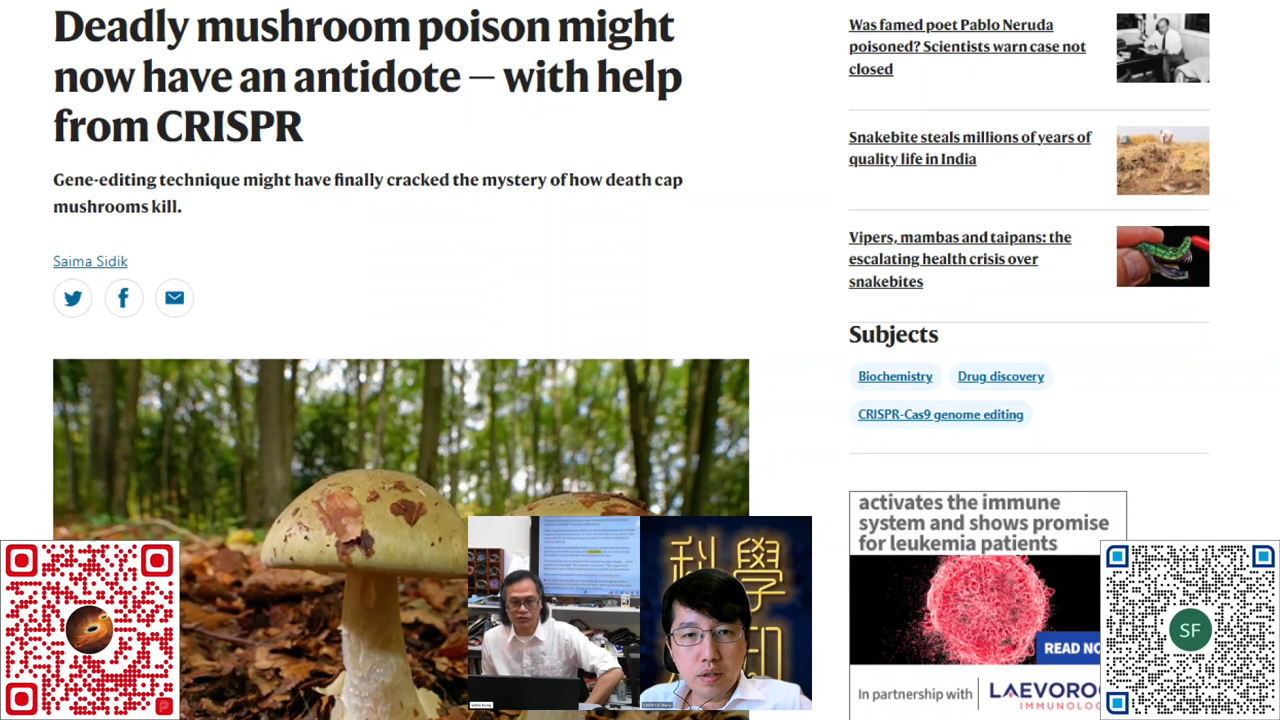 Deadly mushroom poison might
now have an antidote — with help
from CRISPR
Gene-editing technique might have finally cracked the mystery of how death cap
mushrooms kill.
Saima Sidik
Was famed poet Pablo Neruda
poisoned? Scientists warn case not
closed
Snakebite steals millions of years of
quality life in India
Vipers, mambas and taipans: the
escalating health crisis over
snakebites
Subjects
Biochemistry
Drug discovery
CRISPR-Cas9 genome editing
activates the immune
system and shows promise
for leukemia patients
READ NO
In partnership with
LÆVORO
IMMUNOLO
科學
SF